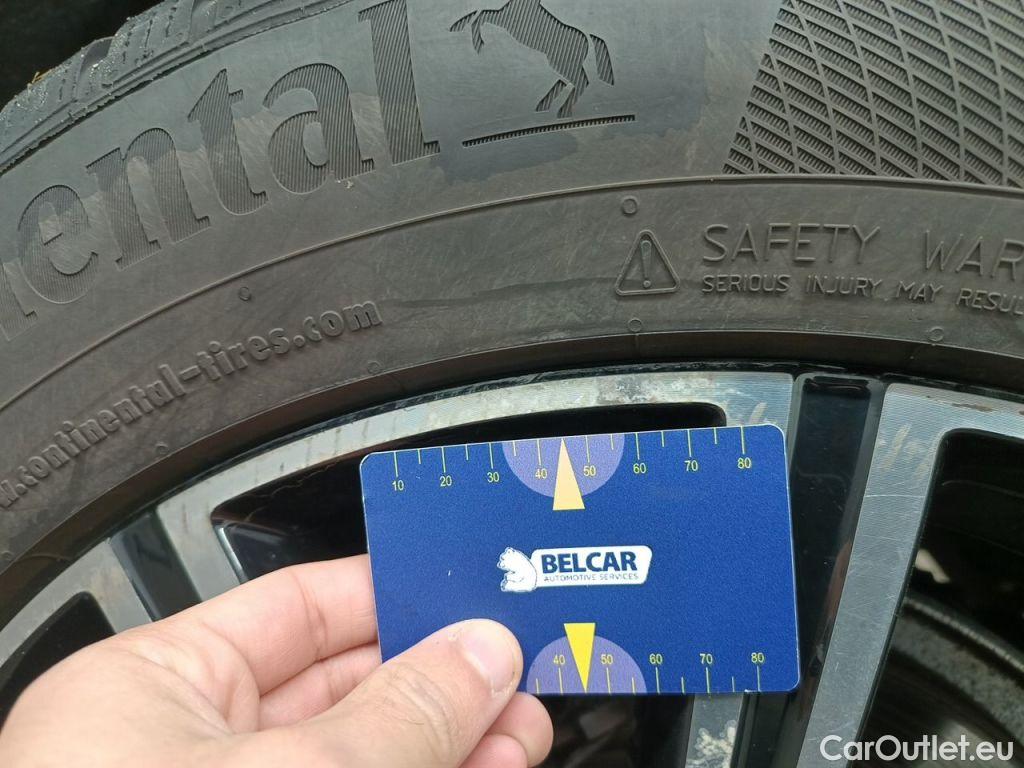 ental
SAFETY WAR
SERIOUS INJURY MAY RESUL
w.continental-tires.com
10 20 30 40 50 60 70 80
BELCAR
AUTOMOTIVE SERVICES
40 50 60 70 80
CarOutlet.eu